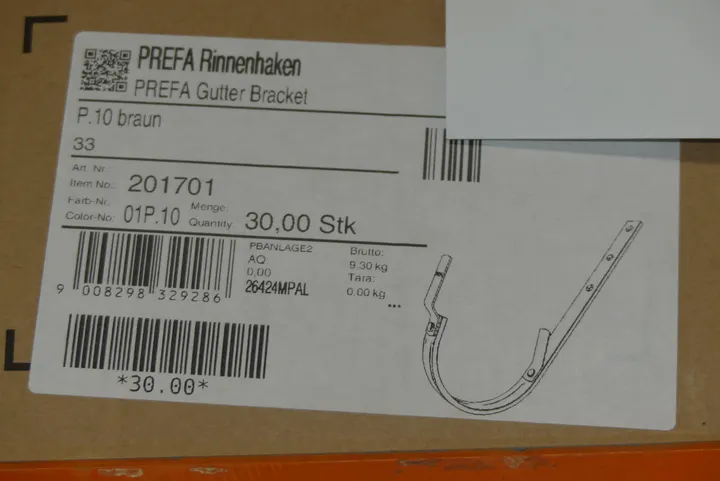 PREFA Rinnenhaken
PREFA Gutter Bracket
P.10 braun
33
Art. Nr.
Item No.: 201701
Farb-Nr.
Color-No: 01P.10
Menge:
Quantity: 30,00 Stk
PBANLAGE2
AQ
0,00
26424MPAL
Brutto:
9.30 kg
Tara:
0.00 kg
...
9 008298 329286
*30.00*